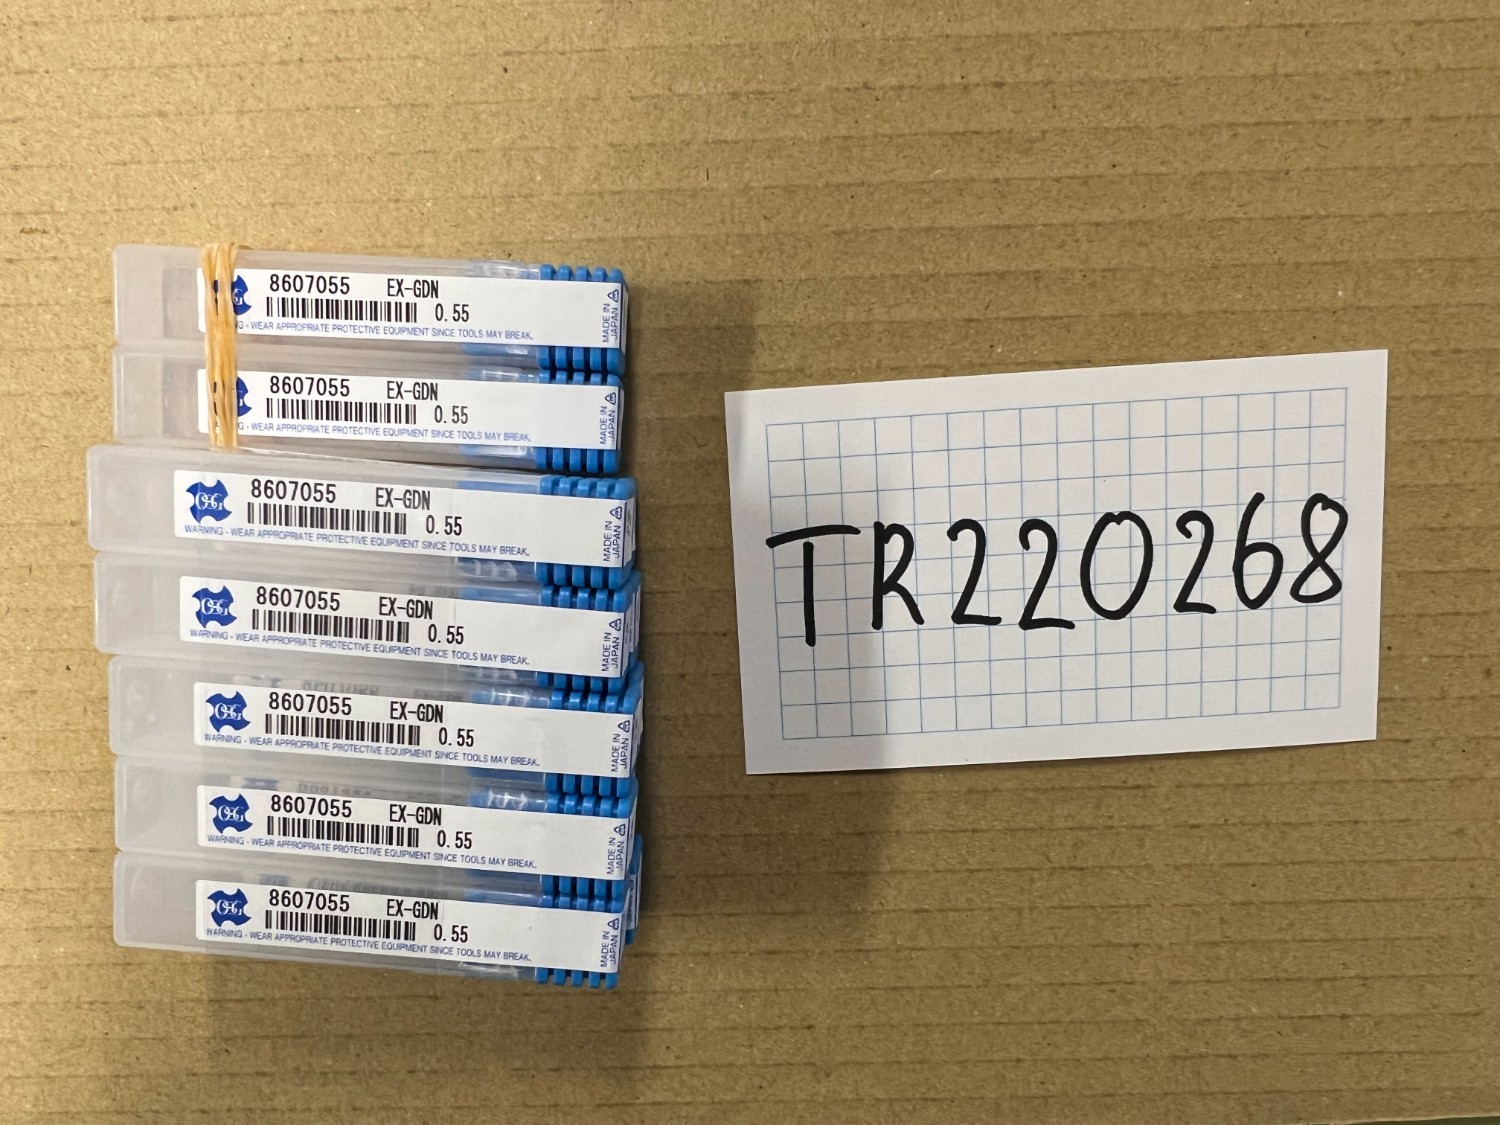 8607055 EX-GDN
0.55
G - WEAR APPROPRIATE PROTECTIVE EQUIPMENT SINCE TOOLS MAY BREAK.
MADE IN
JAPAN
8607055 EX-GDN
0.55
G - WEAR APPROPRIATE PROTECTIVE EQUIPMENT SINCE TOOLS MAY BREAK.
MADE IN
JAPAN
OSG
8607055 EX-GDN
0.55
WARNING - WEAR APPROPRIATE PROTECTIVE EQUIPMENT SINCE TOOLS MAY BREAK.
MADE IN
JAPAN
OSG
8607055 EX-GDN
0.55
WARNING - WEAR APPROPRIATE PROTECTIVE EQUIPMENT SINCE TOOLS MAY BREAK.
MADE IN
JAPAN
OSG
8607055 EX-GDN
0.55
WARNING - WEAR APPROPRIATE PROTECTIVE EQUIPMENT SINCE TOOLS MAY BREAK.
MADE IN
JAPAN
OSG
8607055 EX-GDN
0.55
WARNING - WEAR APPROPRIATE PROTECTIVE EQUIPMENT SINCE TOOLS MAY BREAK.
MADE IN
JAPAN
OSG
8607055 EX-GDN
0.55
WARNING - WEAR APPROPRIATE PROTECTIVE EQUIPMENT SINCE TOOLS MAY BREAK.
MADE IN
JAPAN
TR220268